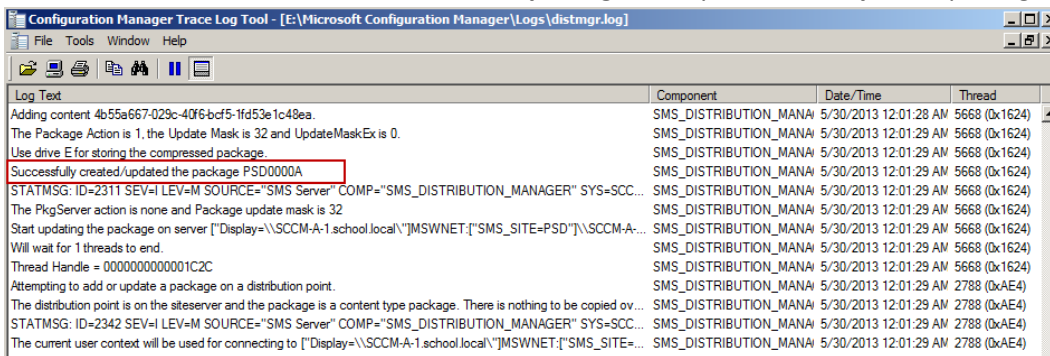 Configuration Manager Trace Log Tool - [E:\Microsoft Configuration Manager\Logs\distmgr.log]
File Tools Window Help
Log Text Component Date/Time Thread
Adding content 4b55a667-029c-40f6-bcf5-1fd53e1c48ea. SMS_DISTRIBUTION_MANA 5/30/2013 12:01:28 AM 5668 (0x1624)
The Package Action is 1, the Update Mask is 32 and UpdateMaskEx is 0. SMS_DISTRIBUTION_MANA 5/30/2013 12:01:29 AM 5668 (0x1624)
Use drive E for storing the compressed package. SMS_DISTRIBUTION_MANA 5/30/2013 12:01:29 AM 5668 (0x1624)
Successfully created/updated the package PSD0000A SMS_DISTRIBUTION_MANA 5/30/2013 12:01:29 AM 5668 (0x1624)
STATMSG: ID=2311 SEV=I LEV=M SOURCE="SMS Server" COMP="SMS_DISTRIBUTION_MANAGER" SYS=SCC... SMS_DISTRIBUTION_MANA 5/30/2013 12:01:29 AM 5668 (0x1624)
The PkgServer action is none and Package update mask is 32 SMS_DISTRIBUTION_MANA 5/30/2013 12:01:29 AM 5668 (0x1624)
Start updating the package on server ["Display=\\SCCM-A-1.school.local\"]MSWNET:["SMS_SITE=PSD"]\\SCCM-A-... SMS_DISTRIBUTION_MANA 5/30/2013 12:01:29 AM 5668 (0x1624)
Will wait for 1 threads to end. SMS_DISTRIBUTION_MANA 5/30/2013 12:01:29 AM 5668 (0x1624)
Thread Handle = 0000000000001C2C SMS_DISTRIBUTION_MANA 5/30/2013 12:01:29 AM 5668 (0x1624)
Attempting to add or update a package on a distribution point. SMS_DISTRIBUTION_MANA 5/30/2013 12:01:29 AM 2788 (0xAE4)
The distribution point is on the siteserver and the package is a content type package. There is nothing to be copied ov... SMS_DISTRIBUTION_MANA 5/30/2013 12:01:29 AM 2788 (0xAE4)
STATMSG: ID=2342 SEV=I LEV=M SOURCE="SMS Server" COMP="SMS_DISTRIBUTION_MANAGER" SYS=SCC... SMS_DISTRIBUTION_MANA 5/30/2013 12:01:29 AM 2788 (0xAE4)
The current user context will be used for connecting to ["Display=\\SCCM-A-1.school.local\"]MSWNET:["SMS_SITE=... SMS_DISTRIBUTION_MANA 5/30/2013 12:01:29 AM 2788 (0xAE4)